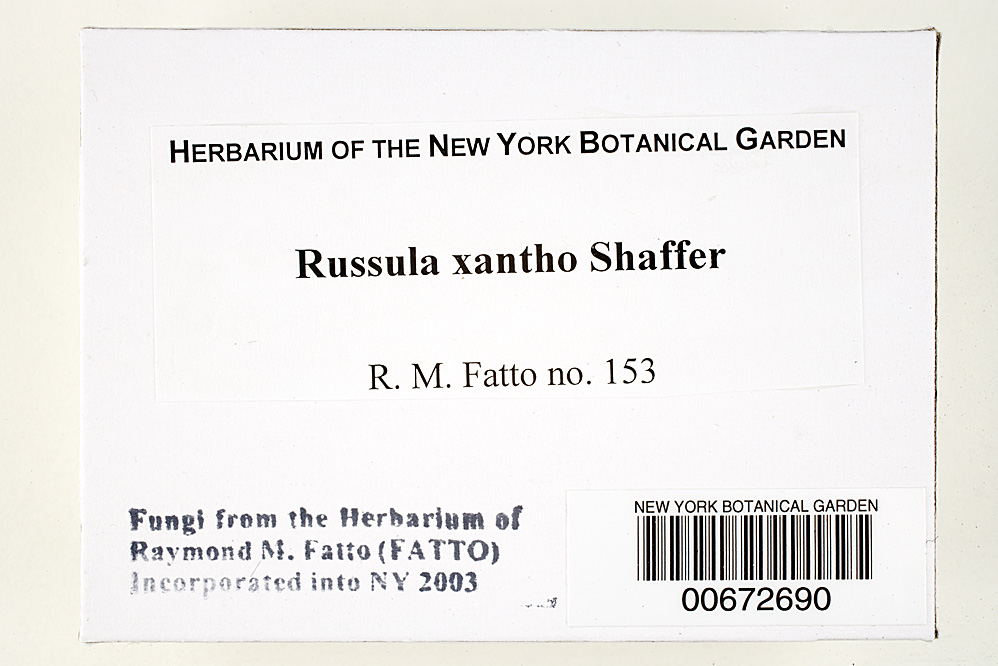 HERBARIUM OF THE NEW YORK BOTANICAL GARDEN
Russula xantho Shaffer
R. M. Fatto no. 153
Fungi from the Herbarium of
Raymond M. Fatto (FATTO)
Incorporated into NY 2003
NEW YORK BOTANICAL GARDEN
00672690